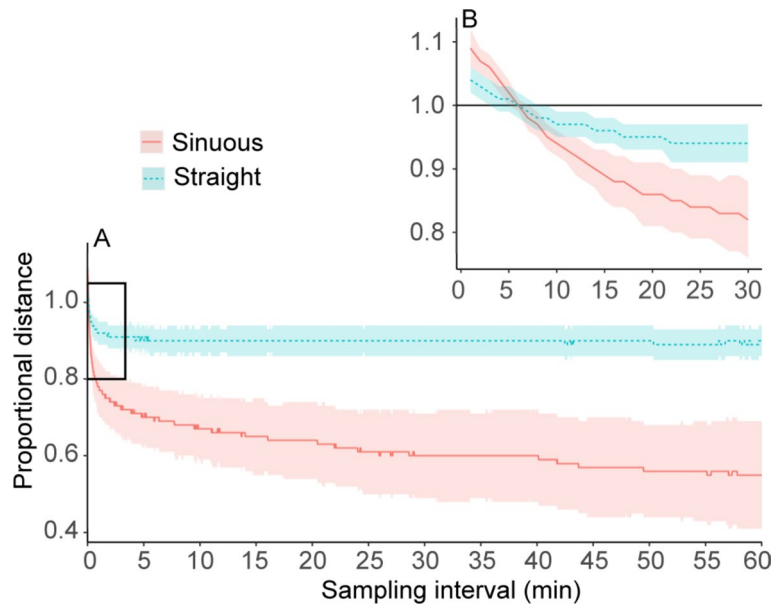 B
1.1
1.0
0.9
0.8
0 5 10 15 20 25 30
Sinuous
Straight
A
1.0
0.8
0.6
0.4
Proportional distance
0 5 10 15 20 25 30 35 40 45 50 55 60
Sampling interval (min)